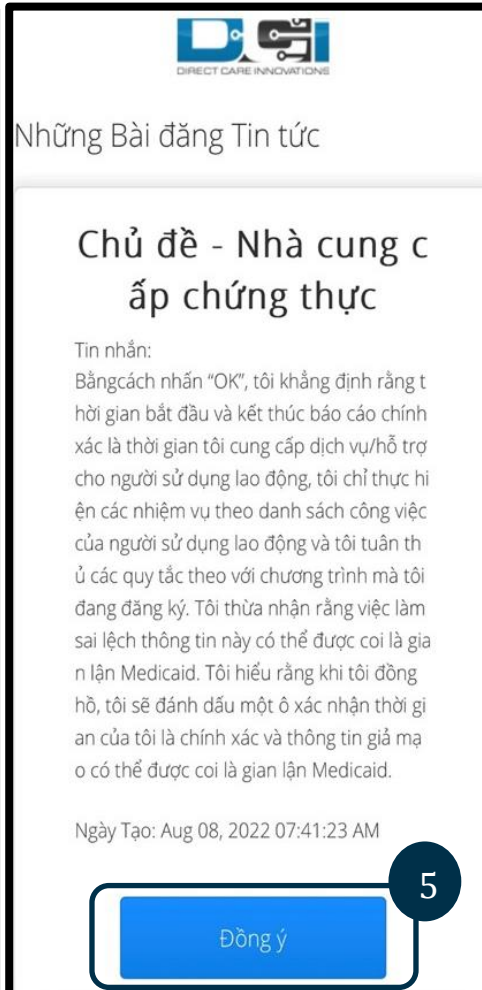 DCI
DIRECT CARE INNOVATIONS
Những Bài đăng Tin tức
Chủ đề - Nhà cung c
ấp chứng thực
Tin nhắn:
Bằngcách nhấn “OK”, tôi khẳng định rằng t
hời gian bắt đầu và kết thúc báo cáo chính
xác là thời gian tôi cung cấp dịch vụ/hỗ trợ
cho người sử dụng lao động, tôi chỉ thực hi
ện các nhiệm vụ theo danh sách công việc
của người sử dụng lao động và tôi tuân th
ủ các quy tắc theo với chương trình mà tôi
đang đăng ký. Tôi thừa nhận rằng việc làm
sai lệch thông tin này có thể được coi là gia
n lận Medicaid. Tôi hiểu rằng khi tôi đồng
hồ, tôi sẽ đánh dấu một ô xác nhận thời gi
an của tôi là chính xác và thông tin giả mạ
o có thể được coi là gian lận Medicaid.
Ngày Tạo: Aug 08, 2022 07:41:23 AM
5
Đồng ý